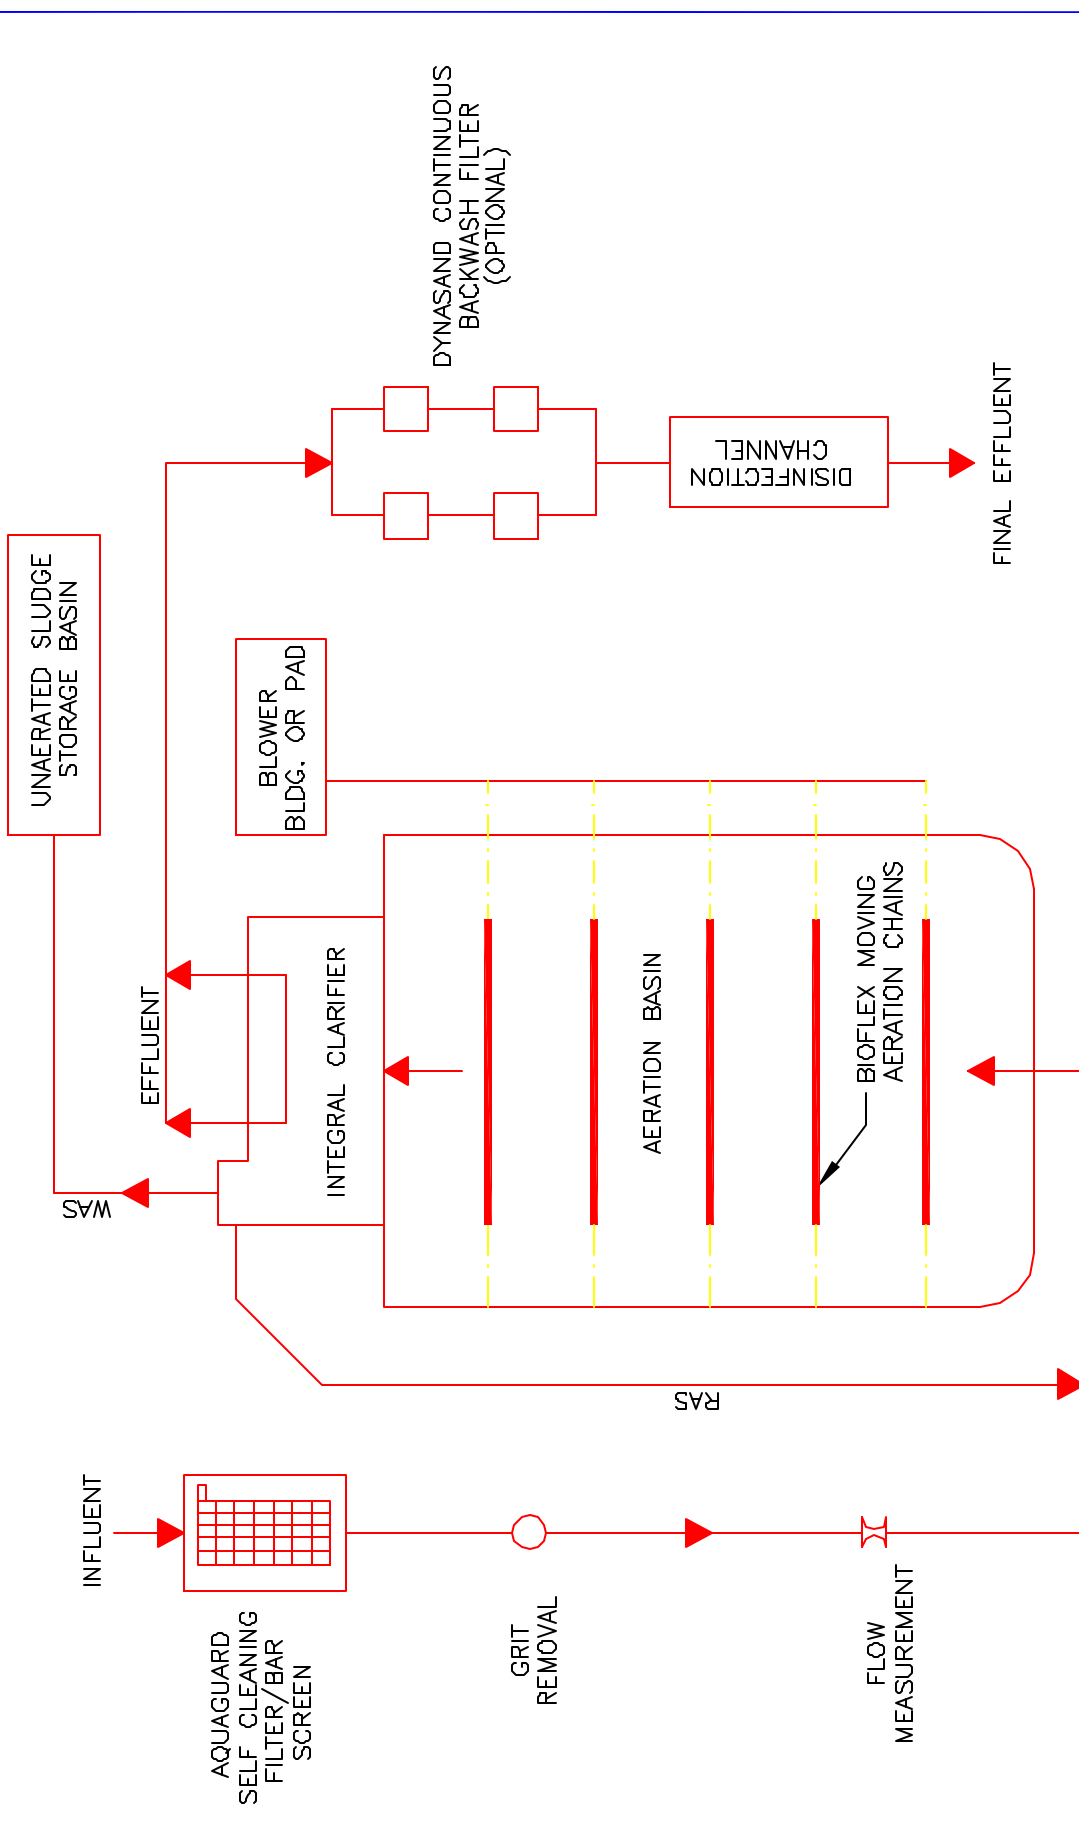 INFLUENT
AQUAGUARD
SELF CLEANING
FILTER/BAR
SCREEN
GRIT
REMOVAL
FLOW
MEASUREMENT
RAS
WAS
EFFLUENT
INTEGRAL CLARIFIER
AERATION BASIN
BIOFLEX MOVING
AERATION CHAINS
UNAERATED SLUDGE
STORAGE BASIN
BLOWER
BLDG. OR PAD
DYNASAND CONTINUOUS
BACKWASH FILTER
(OPTIONAL)
DISINFECTION
CHANNEL
FINAL EFFLUENT